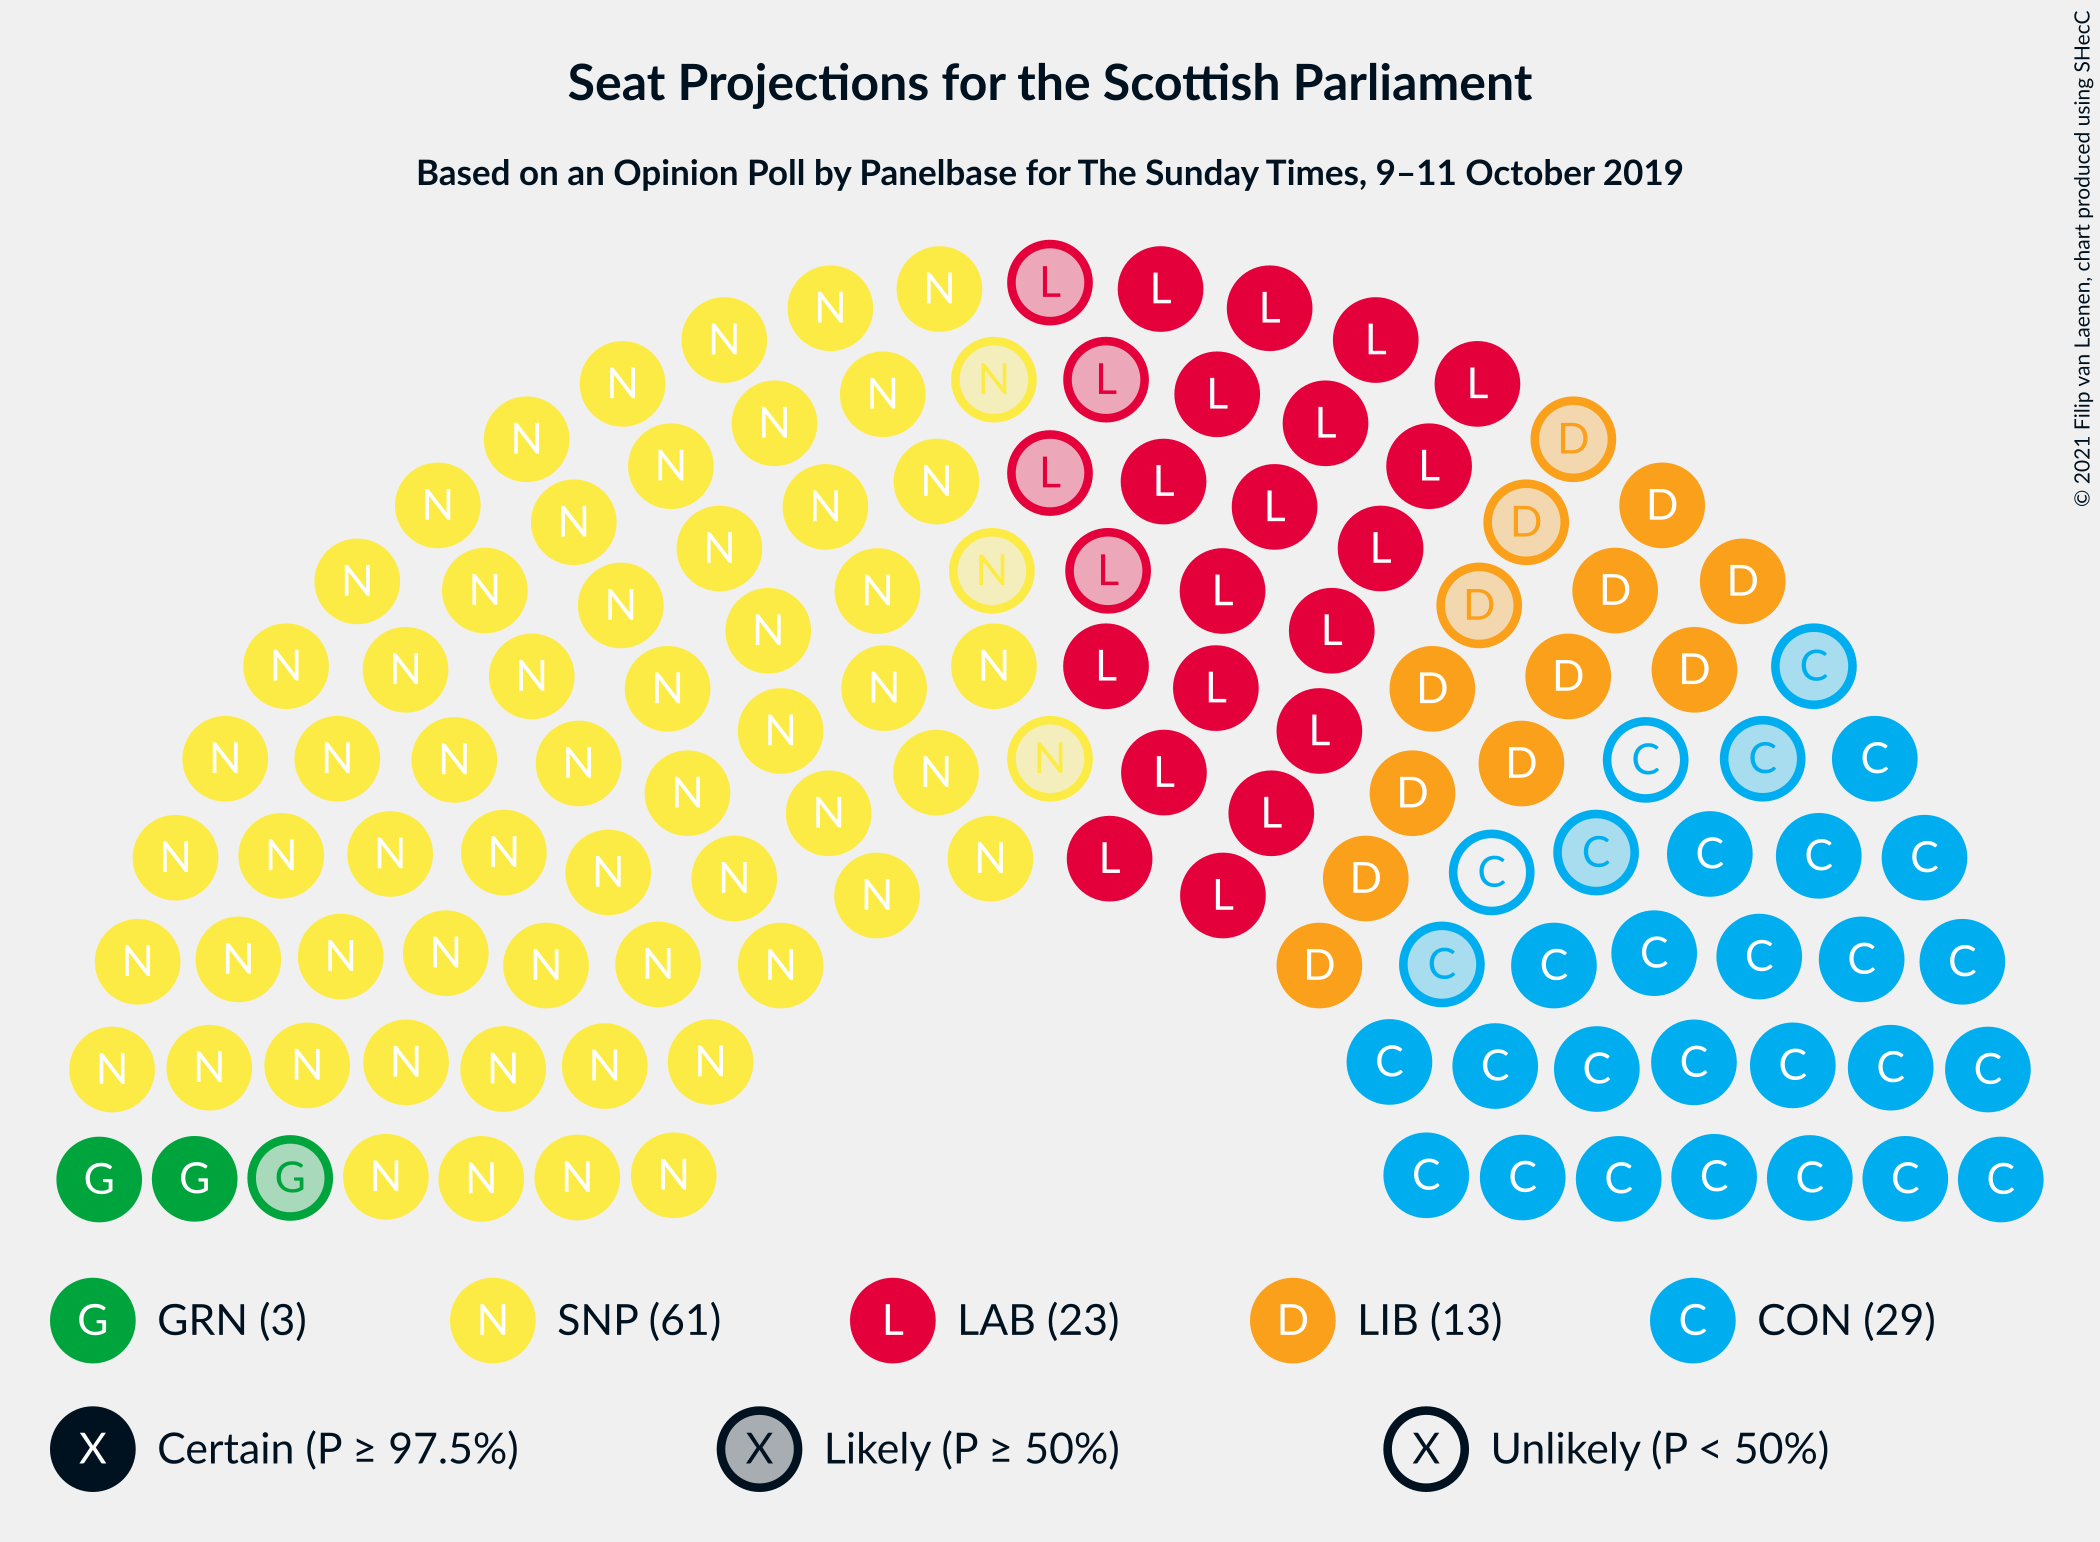 Seat Projections for the Scottish Parliament
Based on an Opinion Poll by Panelbase for The Sunday Times, 9–11 October 2019
© 2021 Filip van Laenen, chart produced using SHecC
N N L L L
N N L L
N N L L N N L L
N N L D
N N L L L
N N L D D
N N N N L L L D D
N N N L D
N N N N L L D D C
N N N N L D
N N N N N L D C C C
N N N L
N N N N N N L L D C C C C C
N N N N N N N D C C C C C C
N N N N N N N C C C C C C C
G G G N N N N C C C C C C C
G GRN (3) N SNP (61) L LAB (23) D LIB (13) C CON (29)
X Certain (P ≥ 97.5%) X Likely (P ≥ 50%) X Unlikely (P < 50%)